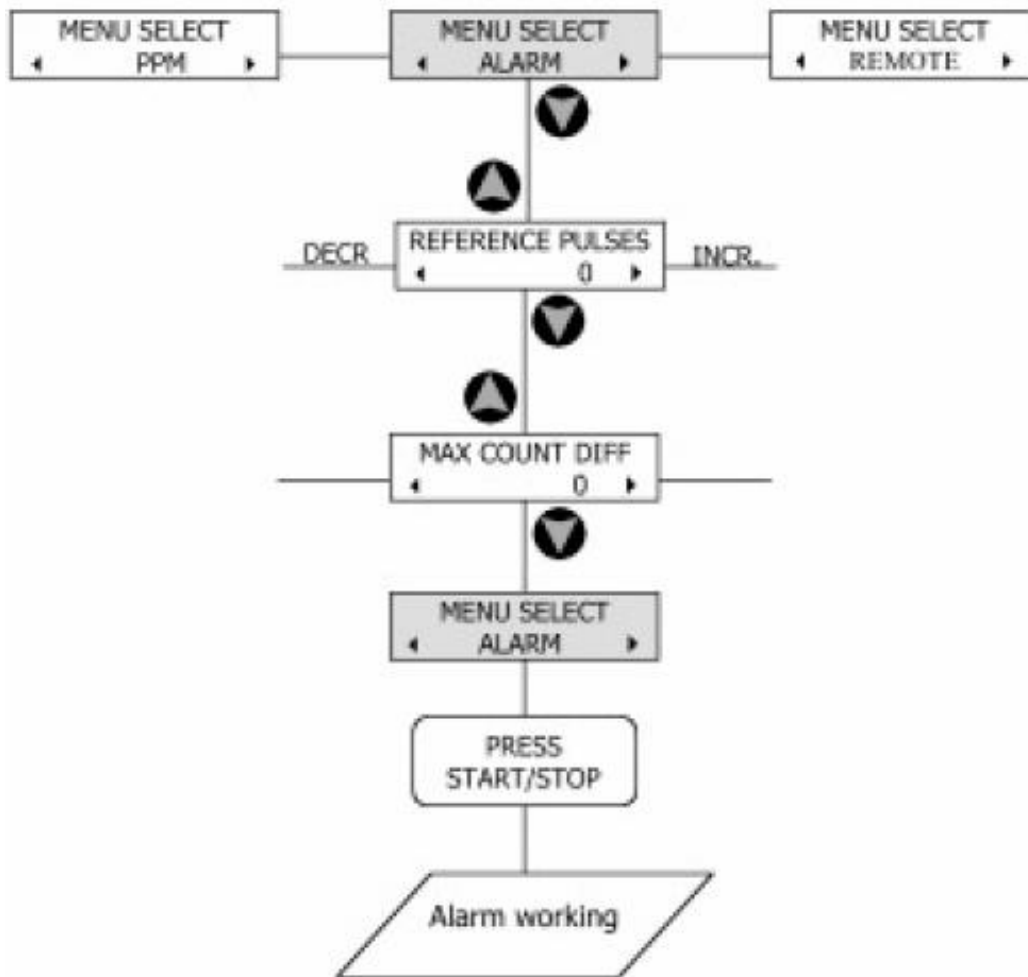 MENU SELECT
PPM
MENU SELECT
ALARM
MENU SELECT
REMOTE
DECR
REFERENCE PULSES
0
INCR.
MAX COUNT DIFF
0
MENU SELECT
ALARM
PRESS
START/STOP
Alarm working